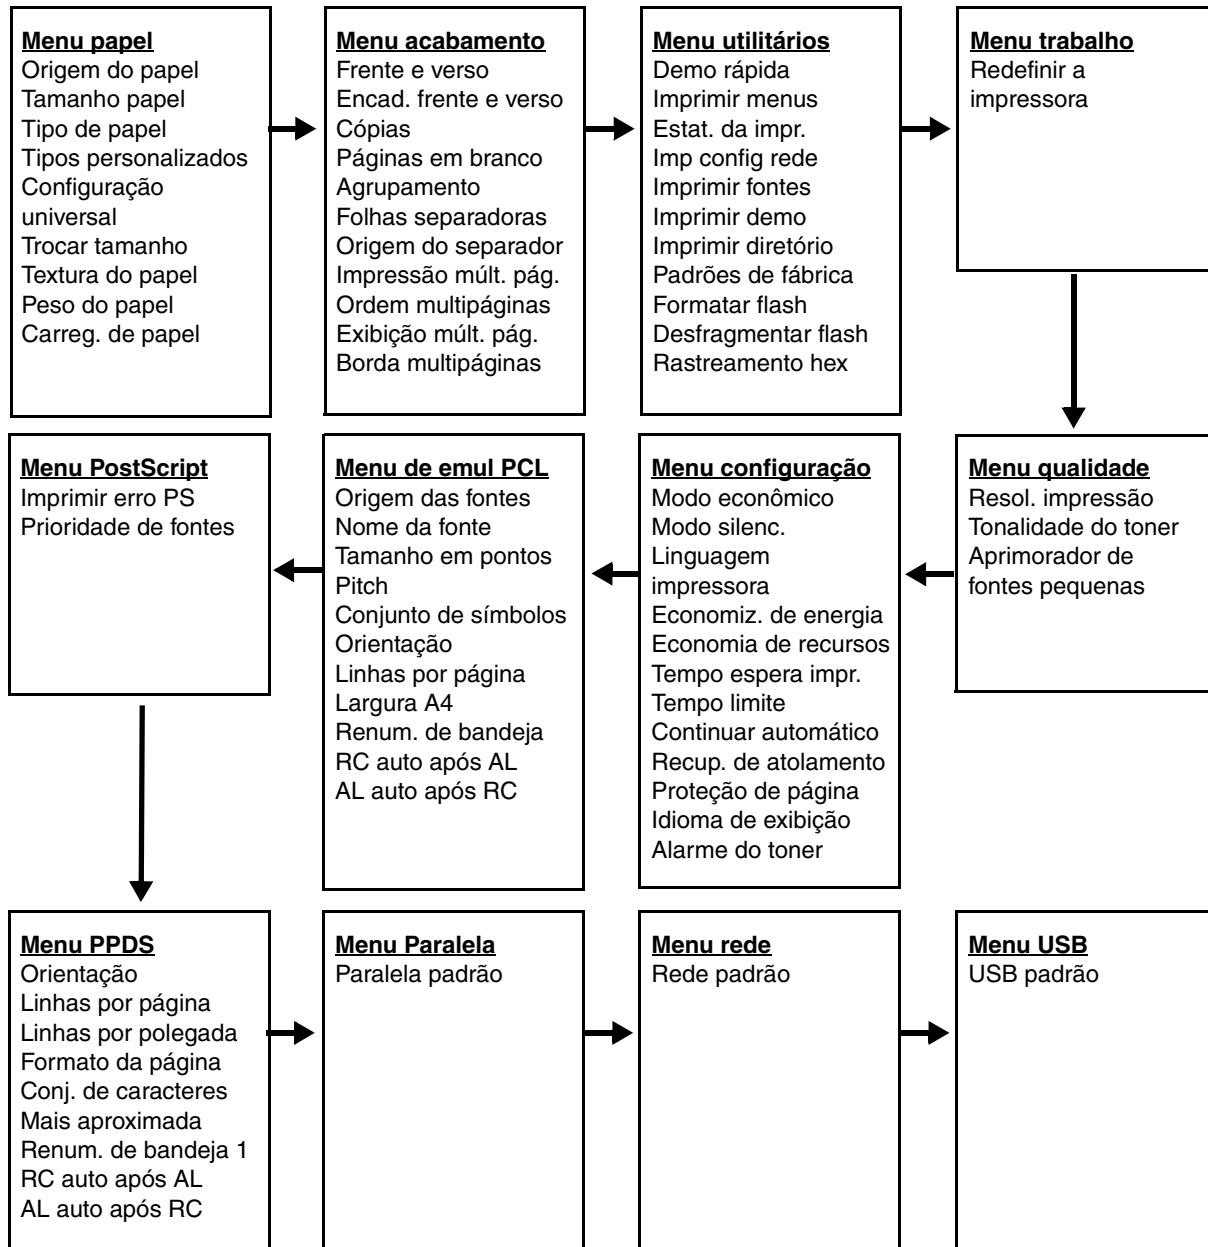 Menu papel
Origem do papel
Tamanho papel
Tipo de papel
Tipos personalizados
Configuração
universal
Trocar tamanho
Textura do papel
Peso do papel
Carreg. de papel
Menu acabamento
Frente e verso
Encad. frente e verso
Cópias
Páginas em branco
Agrupamento
Folhas separadoras
Origem do separador
Impressão múlt. pág.
Ordem multipáginas
Exibição múlt. pág.
Borda multipáginas
Menu utilitários
Demo rápida
Imprimir menus
Estat. da impr.
Imp config rede
Imprimir fontes
Imprimir demo
Imprimir diretório
Padrões de fábrica
Formatar flash
Desfragmentar flash
Rastreamento hex
Menu trabalho
Redefinir a
impressora
Menu qualidade
Resol. impressão
Tonalidade do toner
Aprimorador de
fontes pequenas
Menu configuração
Modo econômico
Modo silenc.
Linguagem
impressora
Economiz. de energia
Economia de recursos
Tempo espera impr.
Tempo limite
Continuar automático
Recup. de atolamento
Proteção de página
Idioma de exibição
Alarme do toner
Menu de emul PCL
Origem das fontes
Nome da fonte
Tamanho em pontos
Pitch
Conjunto de símbolos
Orientação
Linhas por página
Largura A4
Renum. de bandeja
RC auto após AL
AL auto após RC
Menu PostScript
Imprimir erro PS
Prioridade de fontes
Menu PPDS
Orientação
Linhas por página
Linhas por polegada
Formato da página
Conj. de caracteres
Mais aproximada
Renum. de bandeja 1
RC auto após AL
AL auto após RC
Menu Paralela
Paralela padrão
Menu rede
Rede padrão
Menu USB
USB padrão